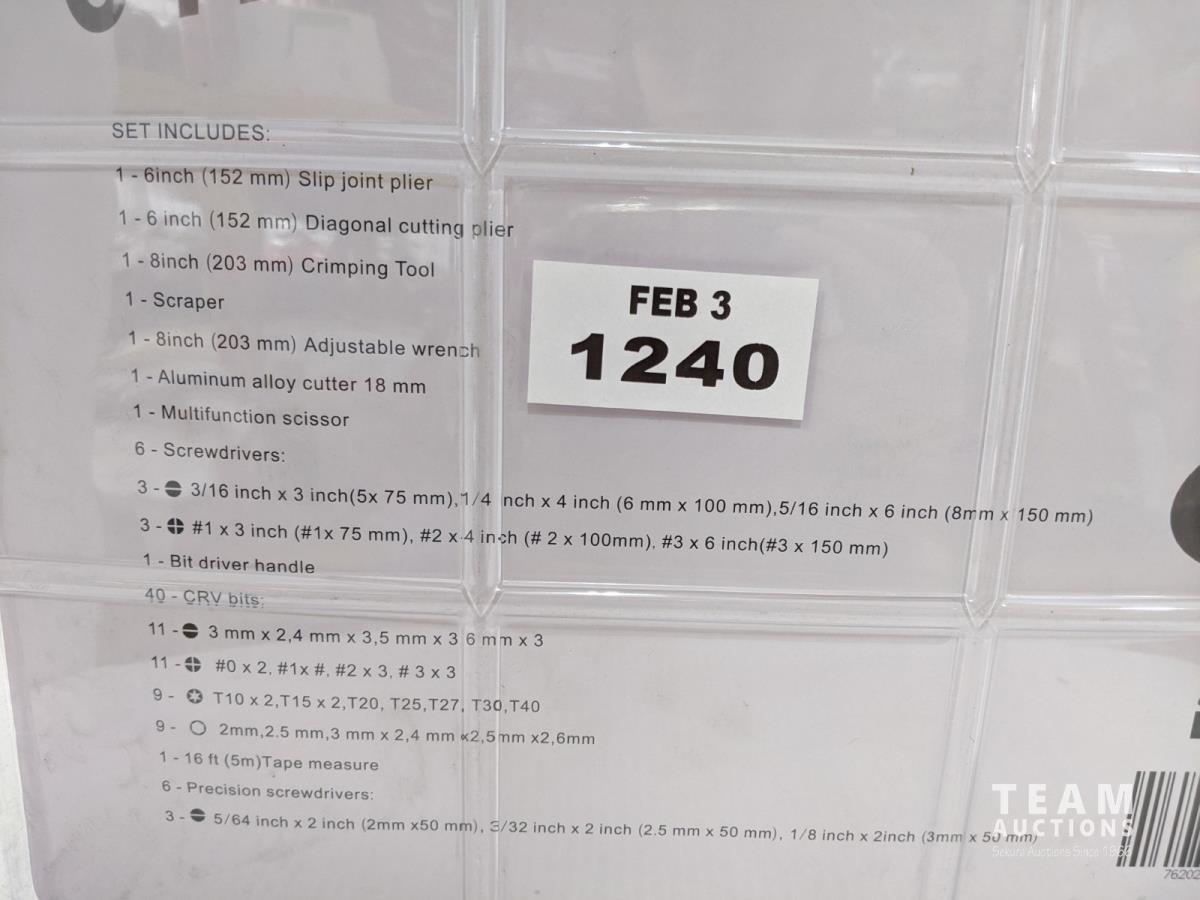 SET INCLUDES:
1 - 6inch (152 mm) Slip joint plier
1 - 6 inch (152 mm) Diagonal cutting plier
1 - 8inch (203 mm) Crimping Tool
1 - Scraper
1 - 8inch (203 mm) Adjustable wrench
1 - Aluminum alloy cutter 18 mm
1 - Multifunction scissor
6 - Screwdrivers:
3 - 3/16 inch x 3 inch(5x 75 mm),1/4 inch x 4 inch (6 mm x 100 mm),5/16 inch x 6 inch (8mm x 150 mm)
3 - #1 x 3 inch (#1x 75 mm), #2 x 4 inch (# 2 x 100mm), #3 x 6 inch(#3 x 150 mm)
1 - Bit driver handle
40 - CRV bits:
11 - 3 mm x 2,4 mm x 3,5 mm x 3 6 mm x 3
11 - #0 x 2, #1x #, #2 x 3, # 3 x 3
9 - T10 x 2,T15 x 2,T20, T25,T27, T30,T40
9 - 2mm,2.5 mm,3 mm x 2,4 mm x2,5mm x2,6mm
1 - 16 ft (5m)Tape measure
6 - Precision screwdrivers:
3 - 5/64 inch x 2 inch (2mm x50 mm), 3/32 inch x 2 inch (2.5 mm x 50 mm), 1/8 inch x 2inch (3mm x 50 mm)
FEB 3
1240
TEAM
AUCTIONS
Sekura Auctions Since 1966
76202